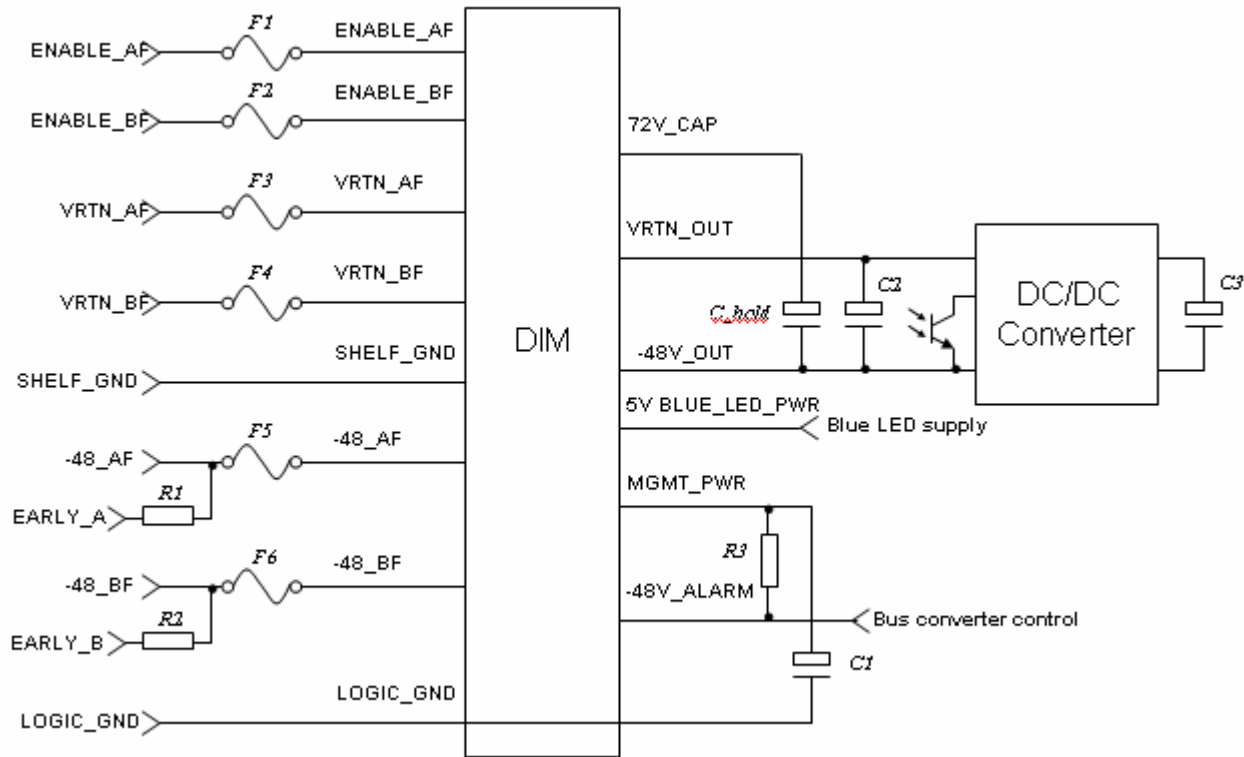 F1
ENABLE_AF
ENABLE_AF
F2
ENABLE_BF
ENABLE_BF
72V_CAP
F3
VRTN_AF
VRTN_AF
VRTN_OUT
F4
VRTN_BF
VRTN_BF
C_hold
C2
DC/DC
Converter
C3
DIM
SHELF_GND
SHELF_GND
-48V_OUT
5V BLUE_LED_PWR
Blue LED supply
F5
-48_AF
-48_AF
R1
EARLY_A
MGMT_PWR
F6
-48_BF
-48_BF
R2
EARLY_B
R3
-48V_ALARM
Bus converter control
C1
LOGIC_GND
LOGIC_GND